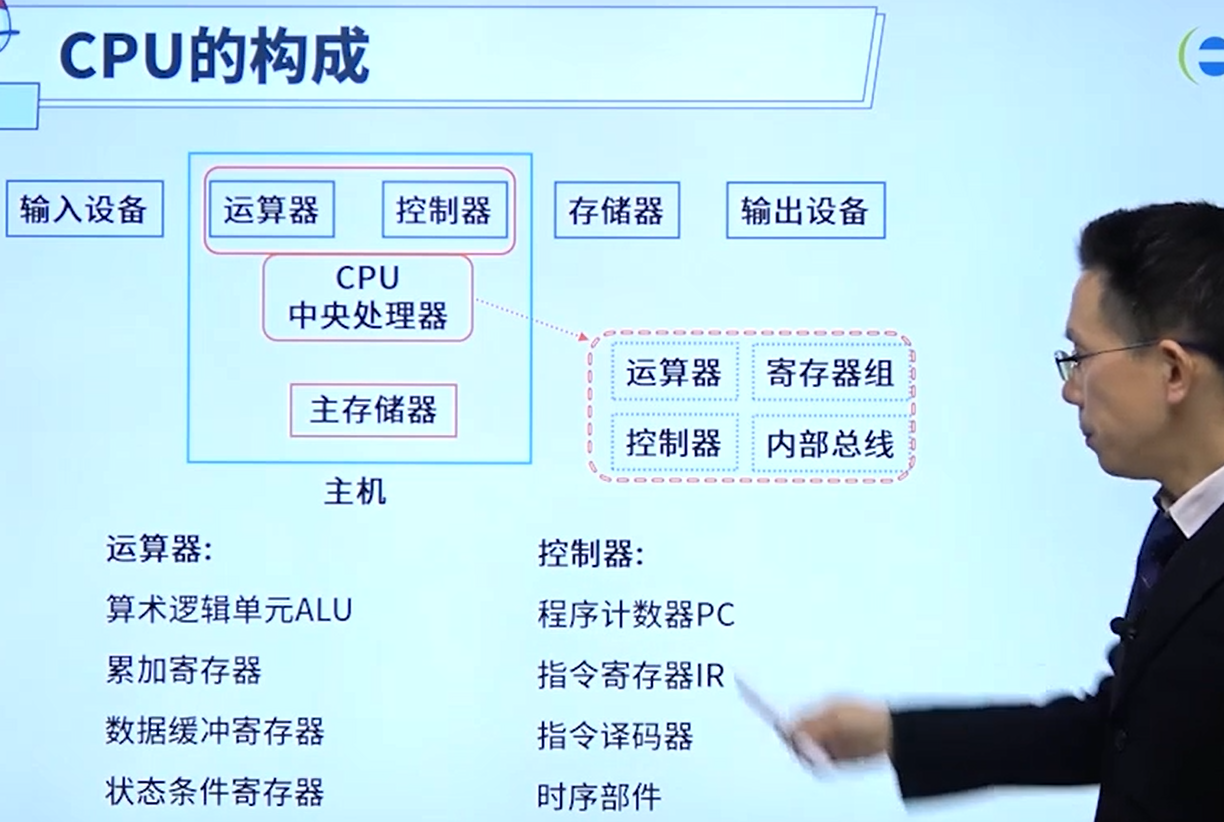 CPU的构成
输入设备
运算器
控制器
存储器
输出设备
CPU
中央处理器
运算器
寄存器组
主存储器
控制器
内部总线
主机
运算器:
控制器:
算术逻辑单元ALU
程序计数器PC
累加寄存器
指令寄存器IR
数据缓冲寄存器
指令译码器
状态条件寄存器
时序部件